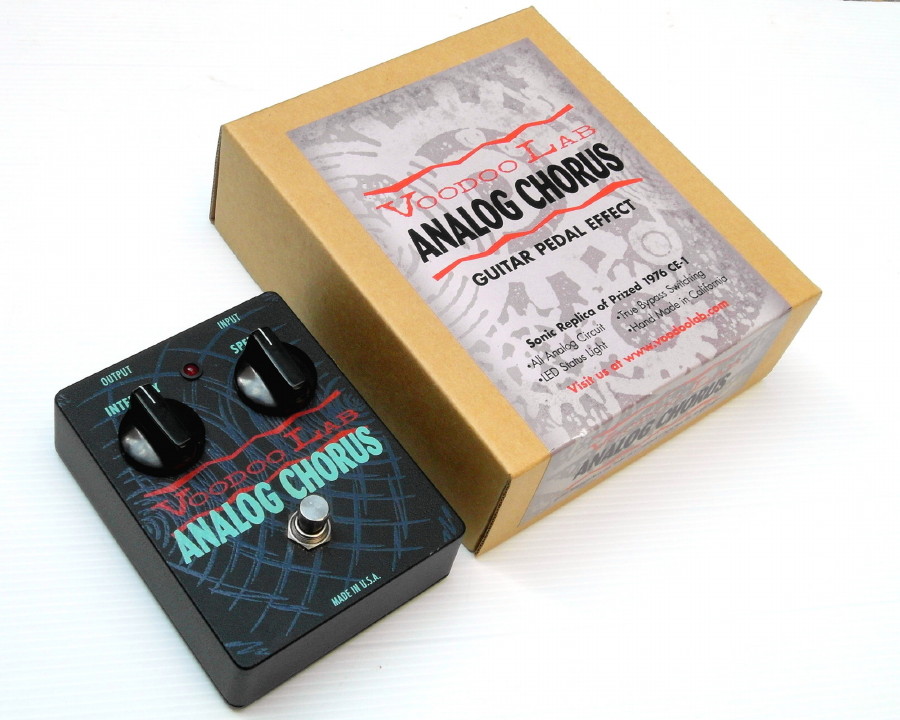 VOODOO LAB
ANALOG CHORUS
GUITAR PEDAL EFFECT
Sonic Replica of Prized 1976 CE-1
•All Analog Circuit •True Bypass Switching
•LED Status Light •Hand Made in California
Visit us at www.voodoolab.com
VOODOO LAB
ANALOG CHORUS
OUTPUT INPUT
VOODOO LAB
ANALOG CHORUS
MADE IN U.S.A.